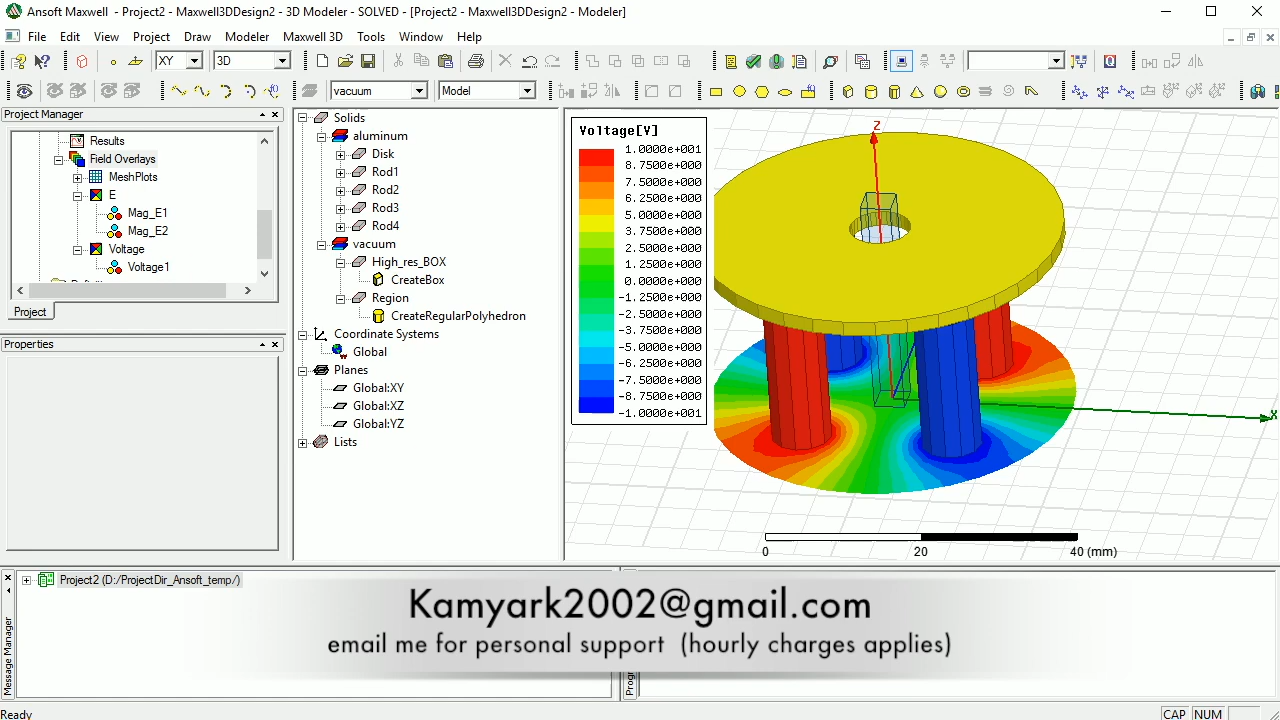 Ansoft Maxwell - Project2 - Maxwell3DDesign2 - 3D Modeler - SOLVED - [Project2 - Maxwell3DDesign2 - Modeler]
File Edit View Project Draw Modeler Maxwell 3D Tools Window Help
XY 3D
vacuum Model
Project Manager
Results
Field Overlays
MeshPlots
E
Mag_E1
Mag_E2
Voltage
Voltage1
Project
Properties
Solids
aluminum
Disk
Rod1
Rod2
Rod3
Rod4
vacuum
High_res_BOX
CreateBox
Region
CreateRegularPolyhedron
Coordinate Systems
Global
Planes
Global:XY
Global:XZ
Global:YZ
Lists
Voltage[V]
1.0000e+001
8.7500e+000
7.5000e+000
6.2500e+000
5.0000e+000
3.7500e+000
2.5000e+000
1.2500e+000
0.0000e+000
-1.2500e+000
-2.5000e+000
-3.7500e+000
-5.0000e+000
-6.2500e+000
-7.5000e+000
-8.7500e+000
-1.0000e+001
Z
X
0 20 40 (mm)
Message Manager
Project2 (D:/ProjectDir_Ansoft_temp/)
Kamyark2002@gmail.com
email me for personal support (hourly charges applies)
Ready
CAP NUM